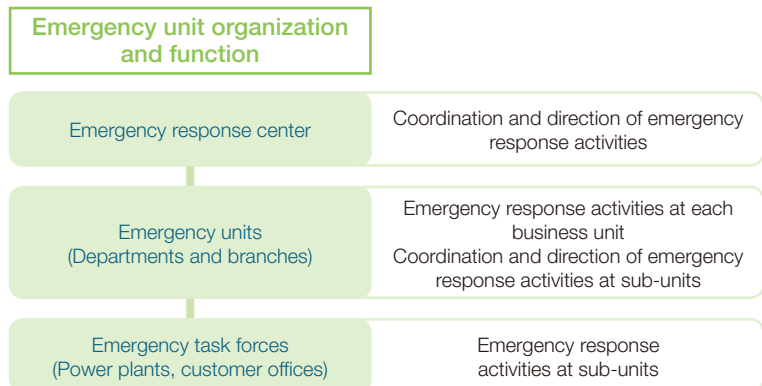 Emergency unit organization
and function
Emergency response center
Coordination and direction of emergency
response activities
Emergency units
(Departments and branches)
Emergency response activities at each
business unit
Coordination and direction of emergency
response activities at sub-units
Emergency task forces
(Power plants, customer offices)
Emergency response
activities at sub-units